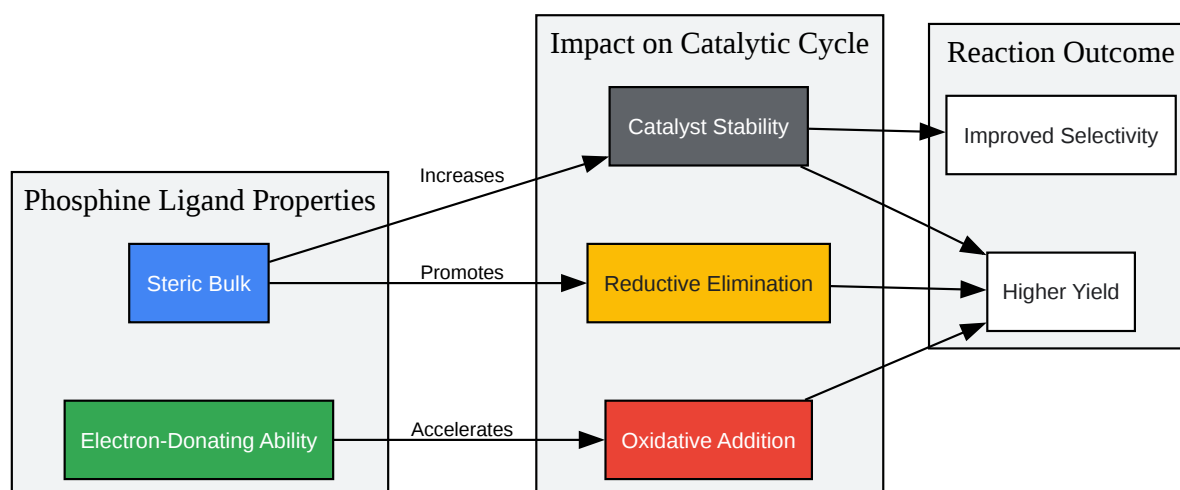 Phosphine Ligand Properties
Steric Bulk
Electron-Donating Ability
Increases
Promotes
Accelerates
Impact on Catalytic Cycle
Catalyst Stability
Reductive Elimination
Oxidative Addition
Reaction Outcome
Improved Selectivity
Higher Yield